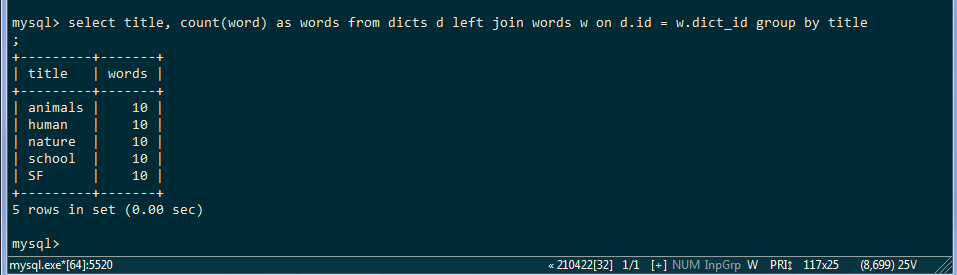 mysql> select title, count(word) as words from dicts d left join words w on d.id = w.dict_id group by title
;
+---------+-------+
| title   | words |
+---------+-------+
| animals |    10 |
| human   |    10 |
| nature  |    10 |
| school  |    10 |
| SF      |    10 |
+---------+-------+
5 rows in set (0.00 sec)
mysql>
mysql.exe*[64]:5520 « 210422[32] 1/1 [+] NUM InpGrp W PRI↕ 117x25 (8,699) 25V